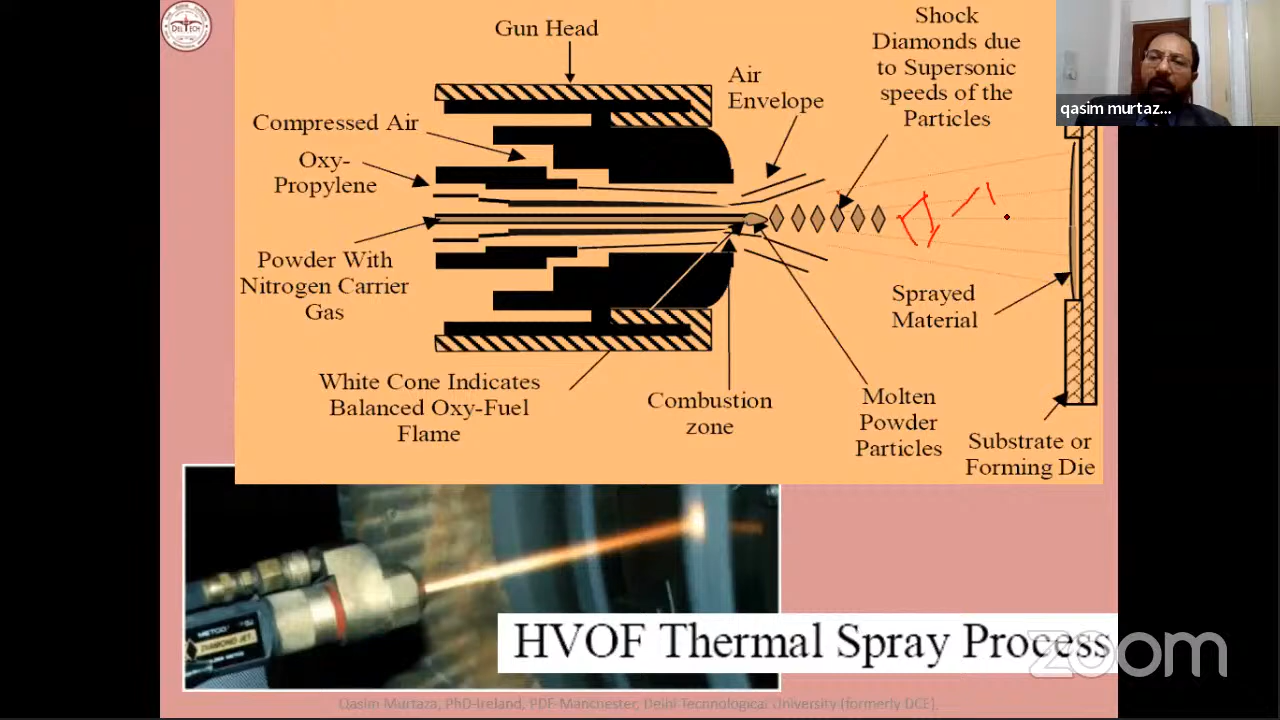 DELTECH
Gun Head
Shock
Diamonds due
to Supersonic
speeds of the
Particles
Air
Envelope
qasim murtaz...
Compressed Air
Oxy-
Propylene
Powder With
Nitrogen Carrier
Gas
Sprayed
Material
White Cone Indicates
Balanced Oxy-Fuel
Flame
Combustion
zone
Molten
Powder
Particles
Substrate or
Forming Die
METCO
DIAMOND JET
HVOF Thermal Spray Process
zoom
Qasim Murtaza, PhD-Ireland, PDF-Manchester, Delhi Technological University (formerly DCE),